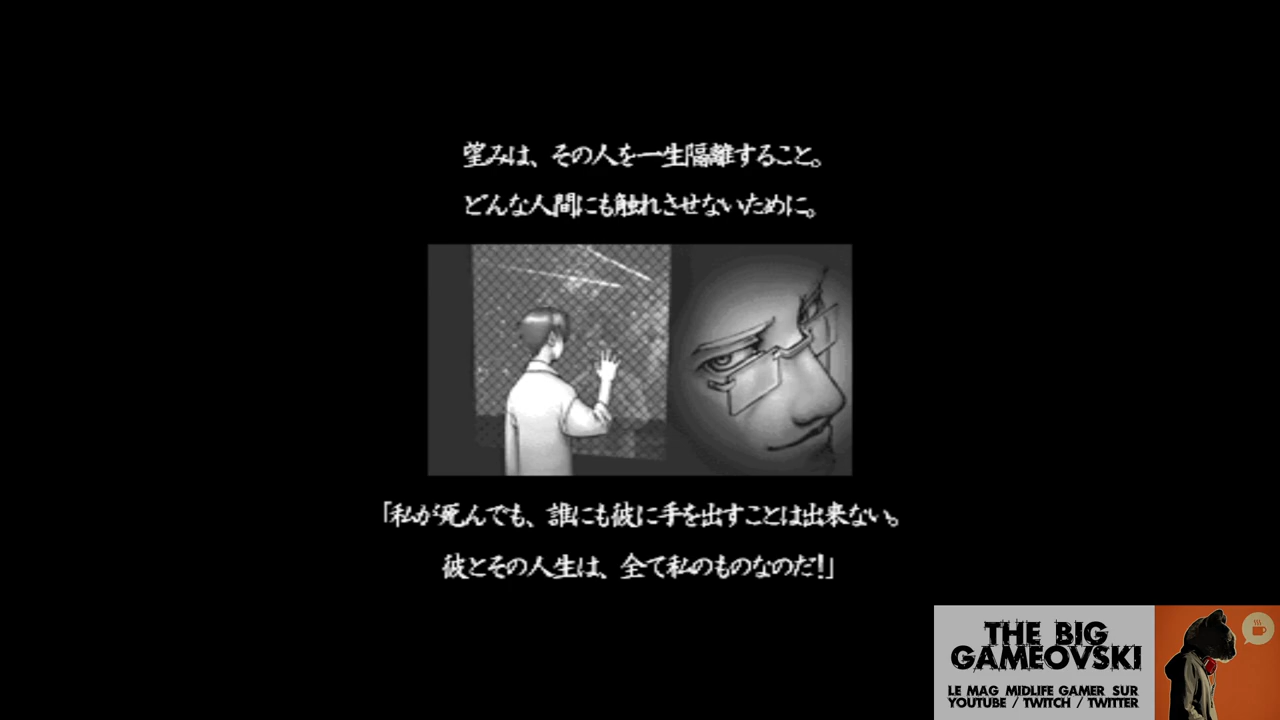 望みは、その人を一生隔離すること。
どんな人間にも触れさせないために。
「私が死んでも、誰にも彼に手を出すことは出来ない。
彼とその人生は、全て私のものなのだ!」
THE BIG
GAMEOVSKI
LE MAG MIDLIFE GAMER SUR
YOUTUBE / TWITCH / TWITTER